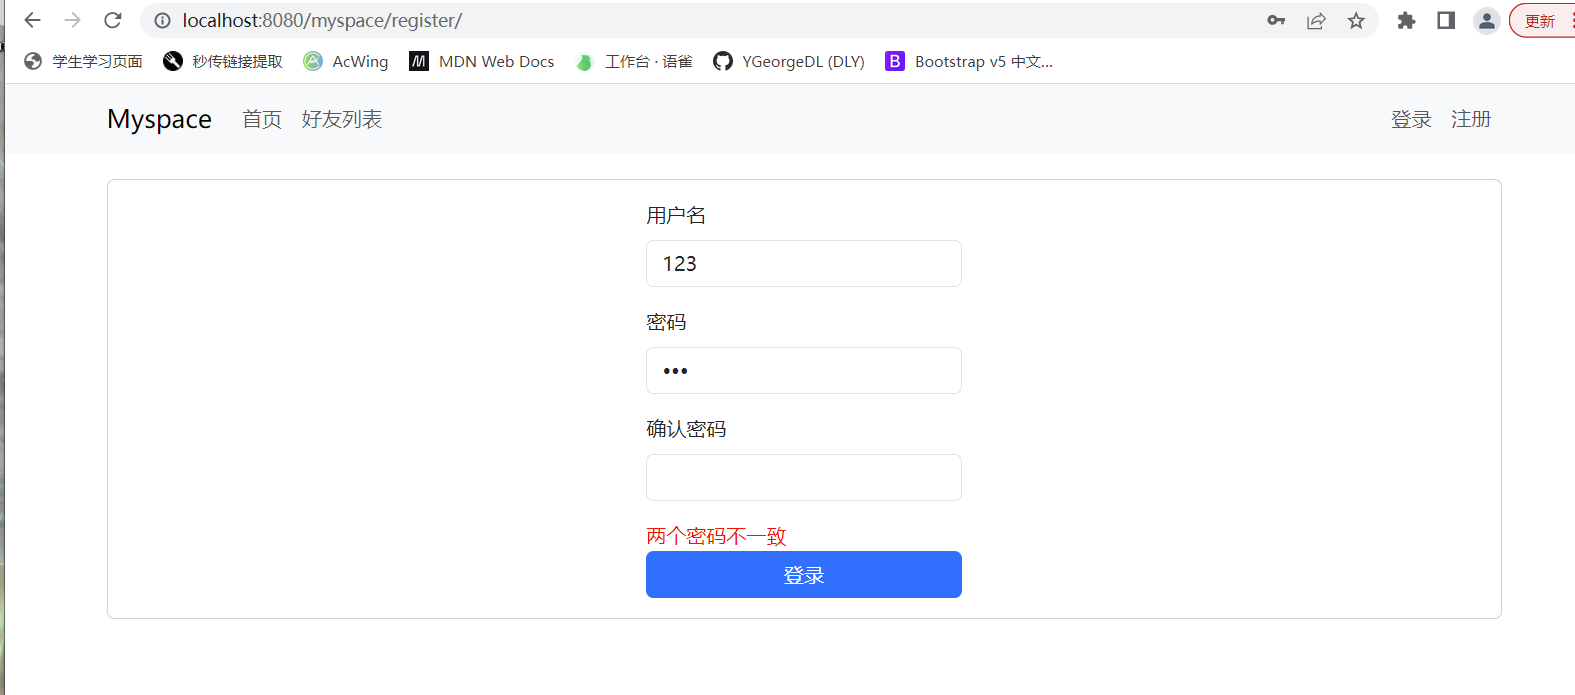 localhost:8080/myspace/register/
更新
学生学习页面 秒传链接提取 AcWing MDN Web Docs 工作台 · 语雀 YGeorgeDL (DLY) B Bootstrap v5 中文...
Myspace 首页 好友列表 登录 注册
用户名
123
密码
•••
确认密码
两个密码不一致
登录